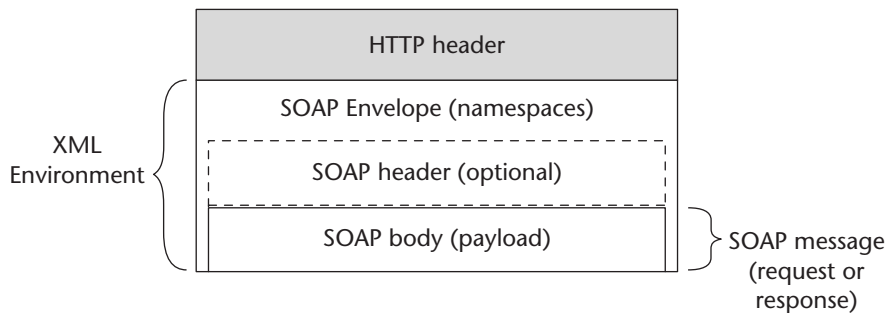 HTTP header
SOAP Envelope (namespaces)
XML
Environment
SOAP header (optional)
SOAP body (payload)
SOAP message
(request or
response)